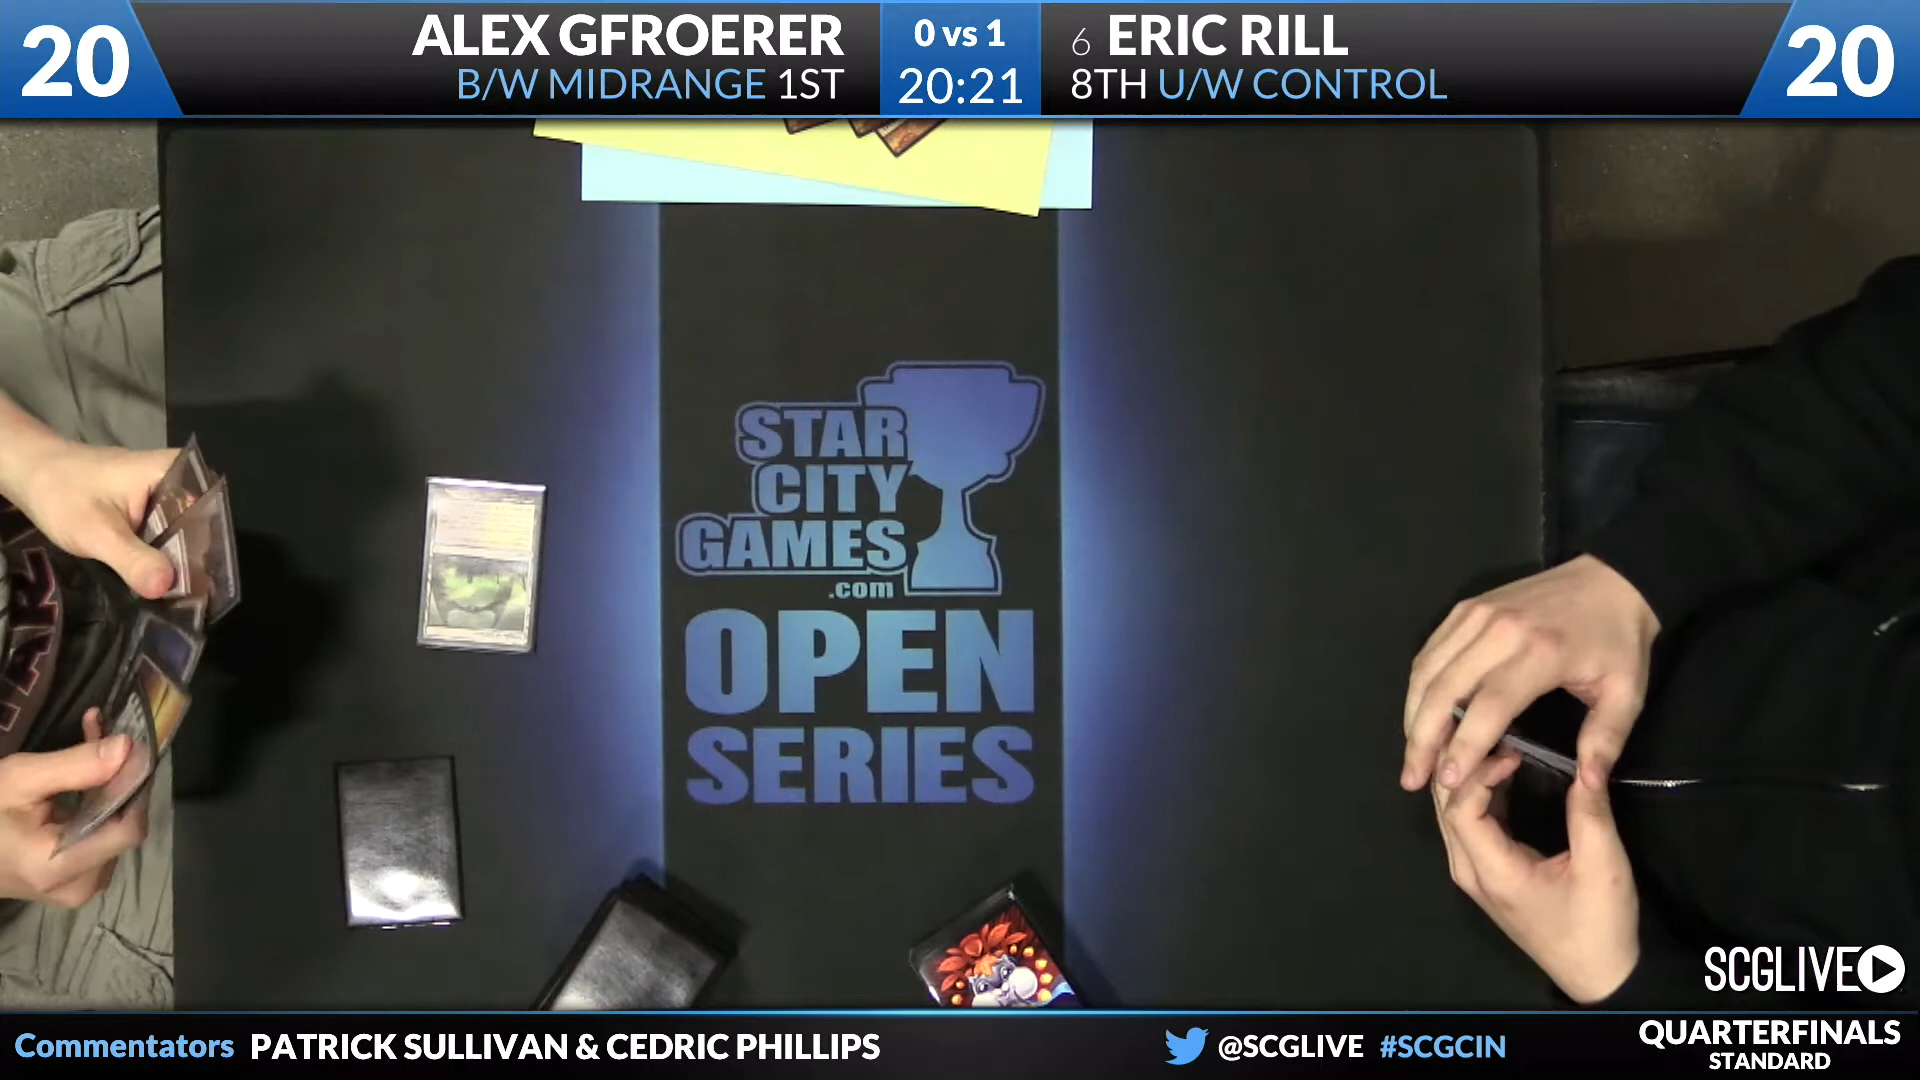 20
ALEX GFROERER
B/W MIDRANGE 1ST
0 vs 1
20:21
6 ERIC RILL
8TH U/W CONTROL
20
STAR
CITY
GAMES
.com
OPEN
SERIES
SCGLIVE
Commentators PATRICK SULLIVAN & CEDRIC PHILLIPS
@SCGLIVE #SCGCIN
QUARTERFINALS
STANDARD